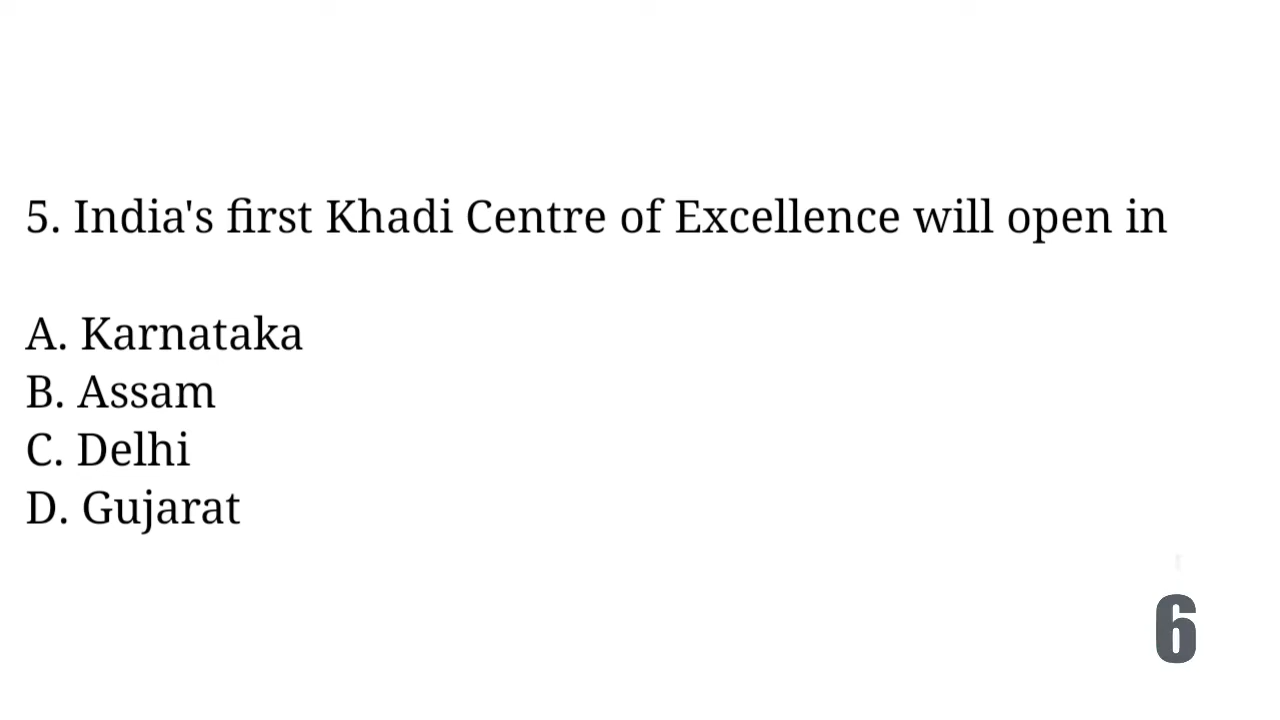 5. India's first Khadi Centre of Excellence will open in
A. Karnataka
B. Assam
C. Delhi
D. Gujarat
6